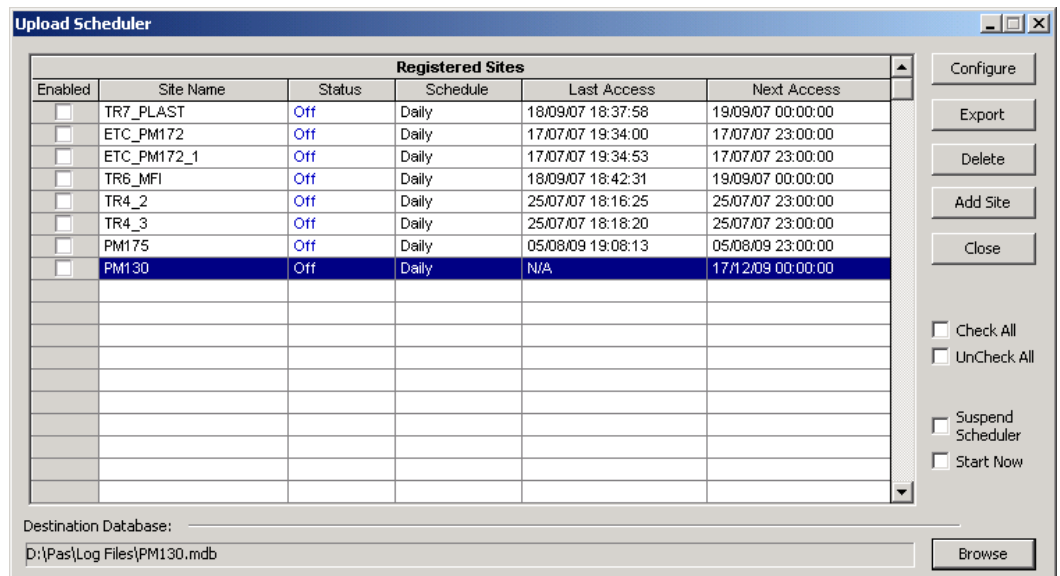 Upload Scheduler
Registered Sites
Enabled Site Name Status Schedule Last Access Next Access
TR7_PLAST Off Daily 18/09/07 18:37:58 19/09/07 00:00:00
ETC_PM172 Off Daily 17/07/07 19:34:00 17/07/07 23:00:00
ETC_PM172_1 Off Daily 17/07/07 19:34:53 17/07/07 23:00:00
TR6_MFI Off Daily 18/09/07 18:42:31 19/09/07 00:00:00
TR4_2 Off Daily 25/07/07 18:16:25 25/07/07 23:00:00
TR4_3 Off Daily 25/07/07 18:18:20 25/07/07 23:00:00
PM175 Off Daily 05/08/09 19:08:13 05/08/09 23:00:00
PM130 Off Daily N/A 17/12/09 00:00:00
Configure
Export
Delete
Add Site
Close
Check All
UnCheck All
Suspend
Scheduler
Start Now
Destination Database:
D:\Pas\Log Files\PM130.mdb
Browse